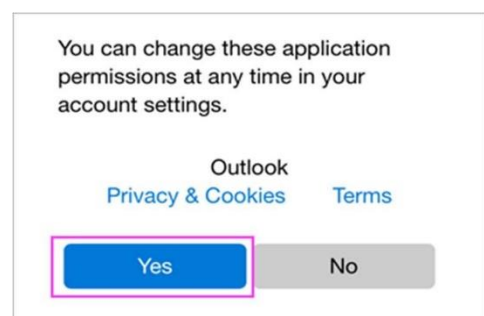 You can change these application
permissions at any time in your
account settings.
Outlook
Privacy & Cookies Terms
Yes No